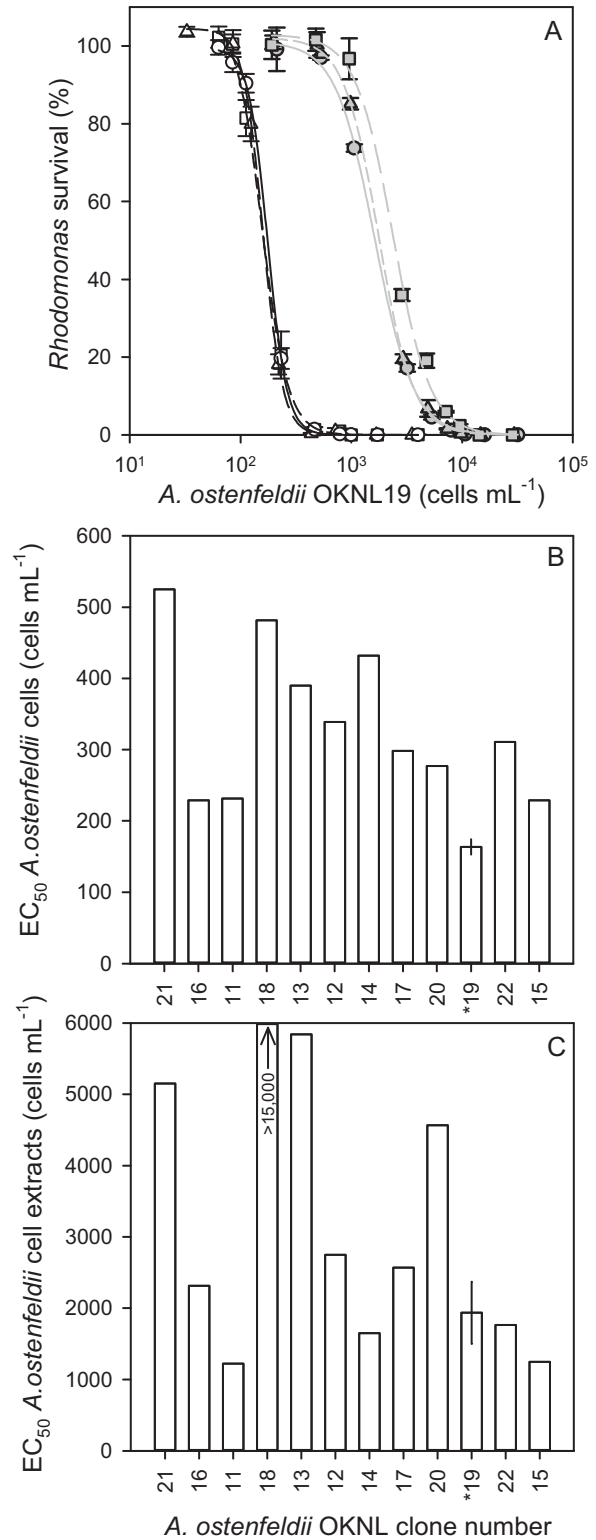 A
100
80
60
40
20
0
Rhodomonas survival (%)
10¹ 10² 10³ 10⁴ 10⁵
A. ostenfeldii OKNL19 (cells mL⁻¹)
B
600
500
400
300
200
100
0
EC₅₀ A.ostenfeldii cells (cells mL⁻¹)
21 16 11 18 13 12 14 17 20 *19 22 15
C
6000
5000
4000
3000
2000
1000
0
EC₅₀ A.ostenfeldii cell extracts (cells mL⁻¹)
>15,000
21 16 11 18 13 12 14 17 20 *19 22 15
A. ostenfeldii OKNL clone number